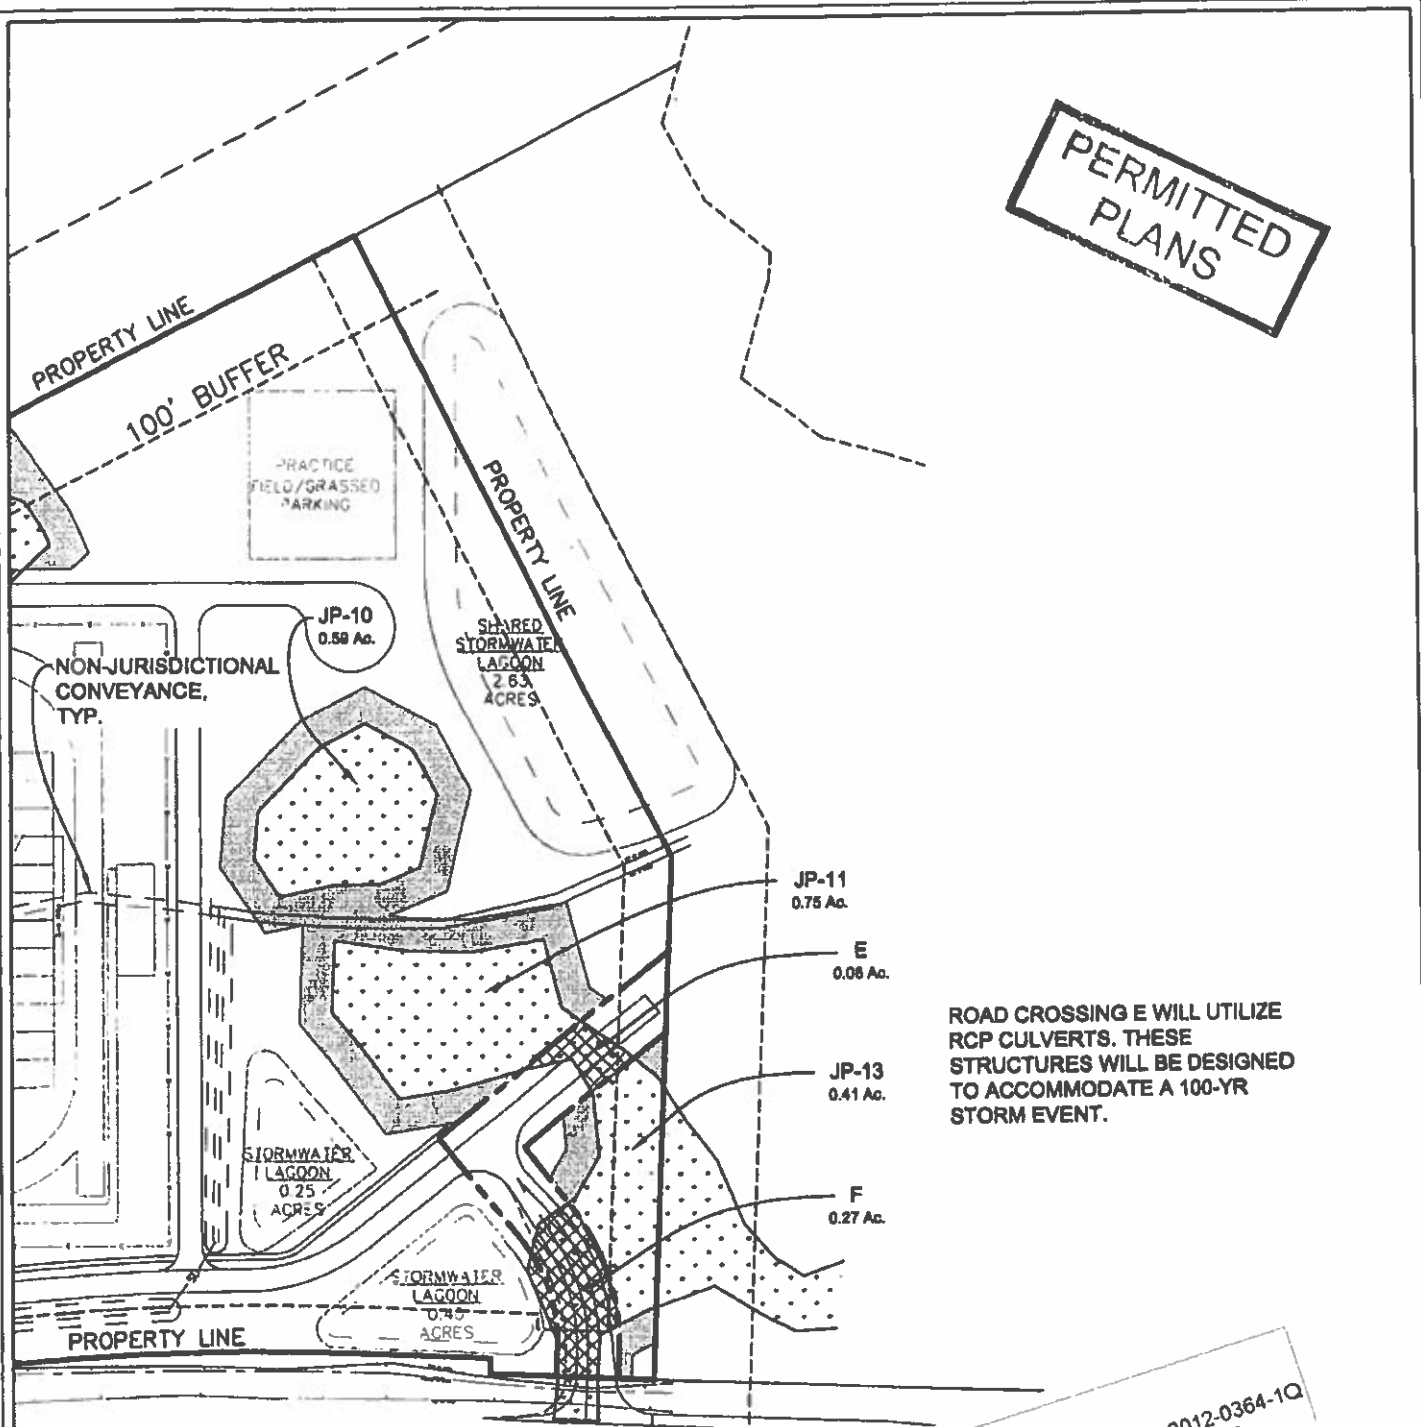 PERMITTED
PLANS
PROPERTY LINE
100' BUFFER
PRACTICE
FIELD/GRASSED
PARKING
PROPERTY LINE
JP-10
0.59 Ac.
SHARED
STORMWATER
LAGOON
2.63
ACRES
NON-JURISDICTIONAL
CONVEYANCE,
TYP.
JP-11
0.75 Ac.
E
0.06 Ac.
ROAD CROSSING E WILL UTILIZE
RCP CULVERTS. THESE
STRUCTURES WILL BE DESIGNED
TO ACCOMMODATE A 100-YR
STORM EVENT.
JP-13
0.41 Ac.
STORMWATER
LAGOON
0.25
ACRES
F
0.27 Ac.
STORMWATER
LAGOON
ACRES
PROPERTY LINE
2012-0364-1Q